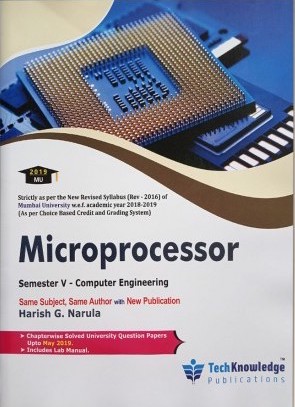 2019
MU
Strictly as per the New Revised Syllabus (Rev - 2016) of
Mumbai University w.e.f. academic year 2018-2019
(As per Choice Based Credit and Grading System)
Microprocessor
Semester V - Computer Engineering
Same Subject, Same Author with New Publication
Harish G. Narula
Chapterwise Solved University Question Papers
Upto May 2019.
Includes Lab Manual.
TechKnowledge
Publications